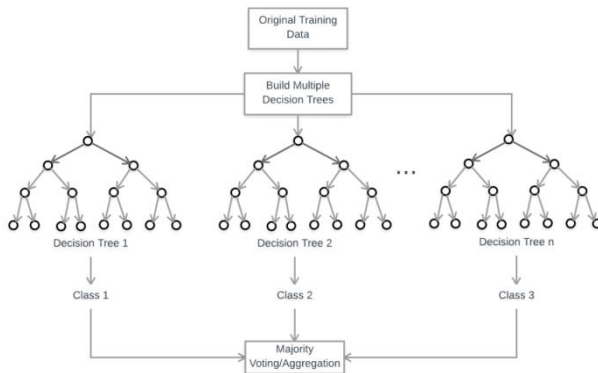 Original Training
Data
Build Multiple
Decision Trees
...
Decision Tree 1
Decision Tree 2
Decision Tree n
Class 1
Class 2
Class 3
Majority
Voting/Aggregation